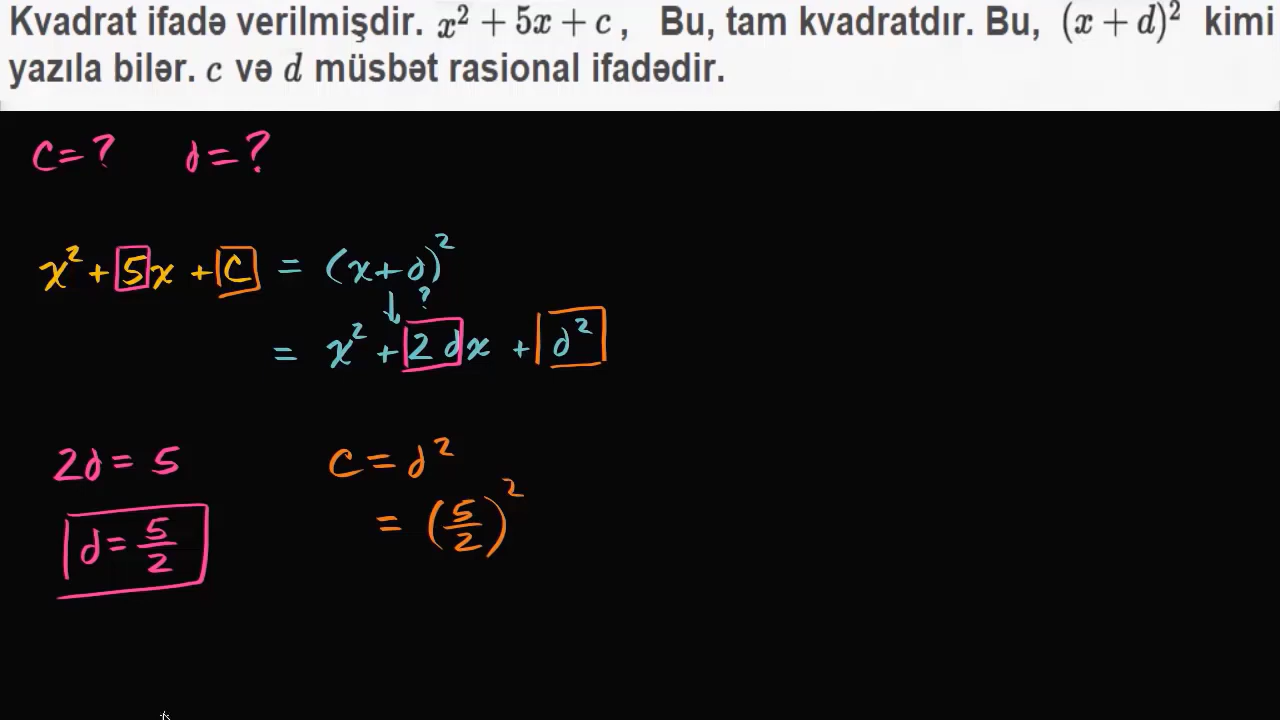 Kvadrat ifadə verilmişdir. x² + 5x + c, Bu, tam kvadratdır. Bu, (x + d)² kimi
yazıla bilər. c və d müsbət rasional ifadədir.
c = ? d = ?
x² + 5x + c = (x + d)²
?
= x² + 2dx + d²
2d = 5 c = d²
d = 5/2 = (5/2)²